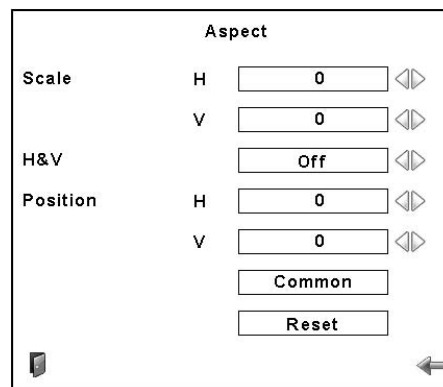 Aspect
Scale H 0
V 0
H&V Off
Position H 0
V 0
Common
Reset